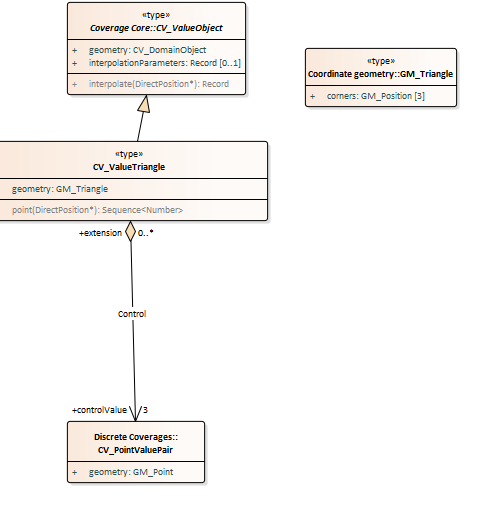 «type»
Coverage Core::CV_ValueObject
+ geometry: CV_DomainObject
+ interpolationParameters: Record [0..1]
+ interpolate(DirectPosition*): Record
«type»
Coordinate geometry::GM_Triangle
+ corners: GM_Position [3]
«type»
CV_ValueTriangle
geometry: GM_Triangle
point(DirectPosition*): Sequence<Number>
+extension 0..*
Control
+controlValue 3
Discrete Coverages::
CV_PointValuePair
+ geometry: GM_Point